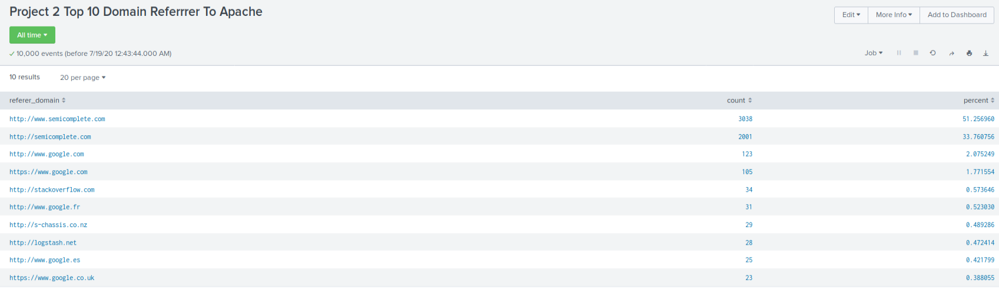 Project 2 Top 10 Domain Referrrer To Apache
Edit More Info Add to Dashboard
All time
10,000 events (before 7/19/20 12:43:44.000 AM)
Job
10 results 20 per page
referer_domain count percent
http://www.semicomplete.com 3038 51.256960
http://semicomplete.com 2001 33.760756
http://www.google.com 123 2.075249
https://www.google.com 105 1.771554
http://stackoverflow.com 34 0.573646
http://www.google.fr 31 0.523030
http://s-chassis.co.nz 29 0.489286
http://logstash.net 28 0.472414
http://www.google.es 25 0.421799
https://www.google.co.uk 23 0.388055